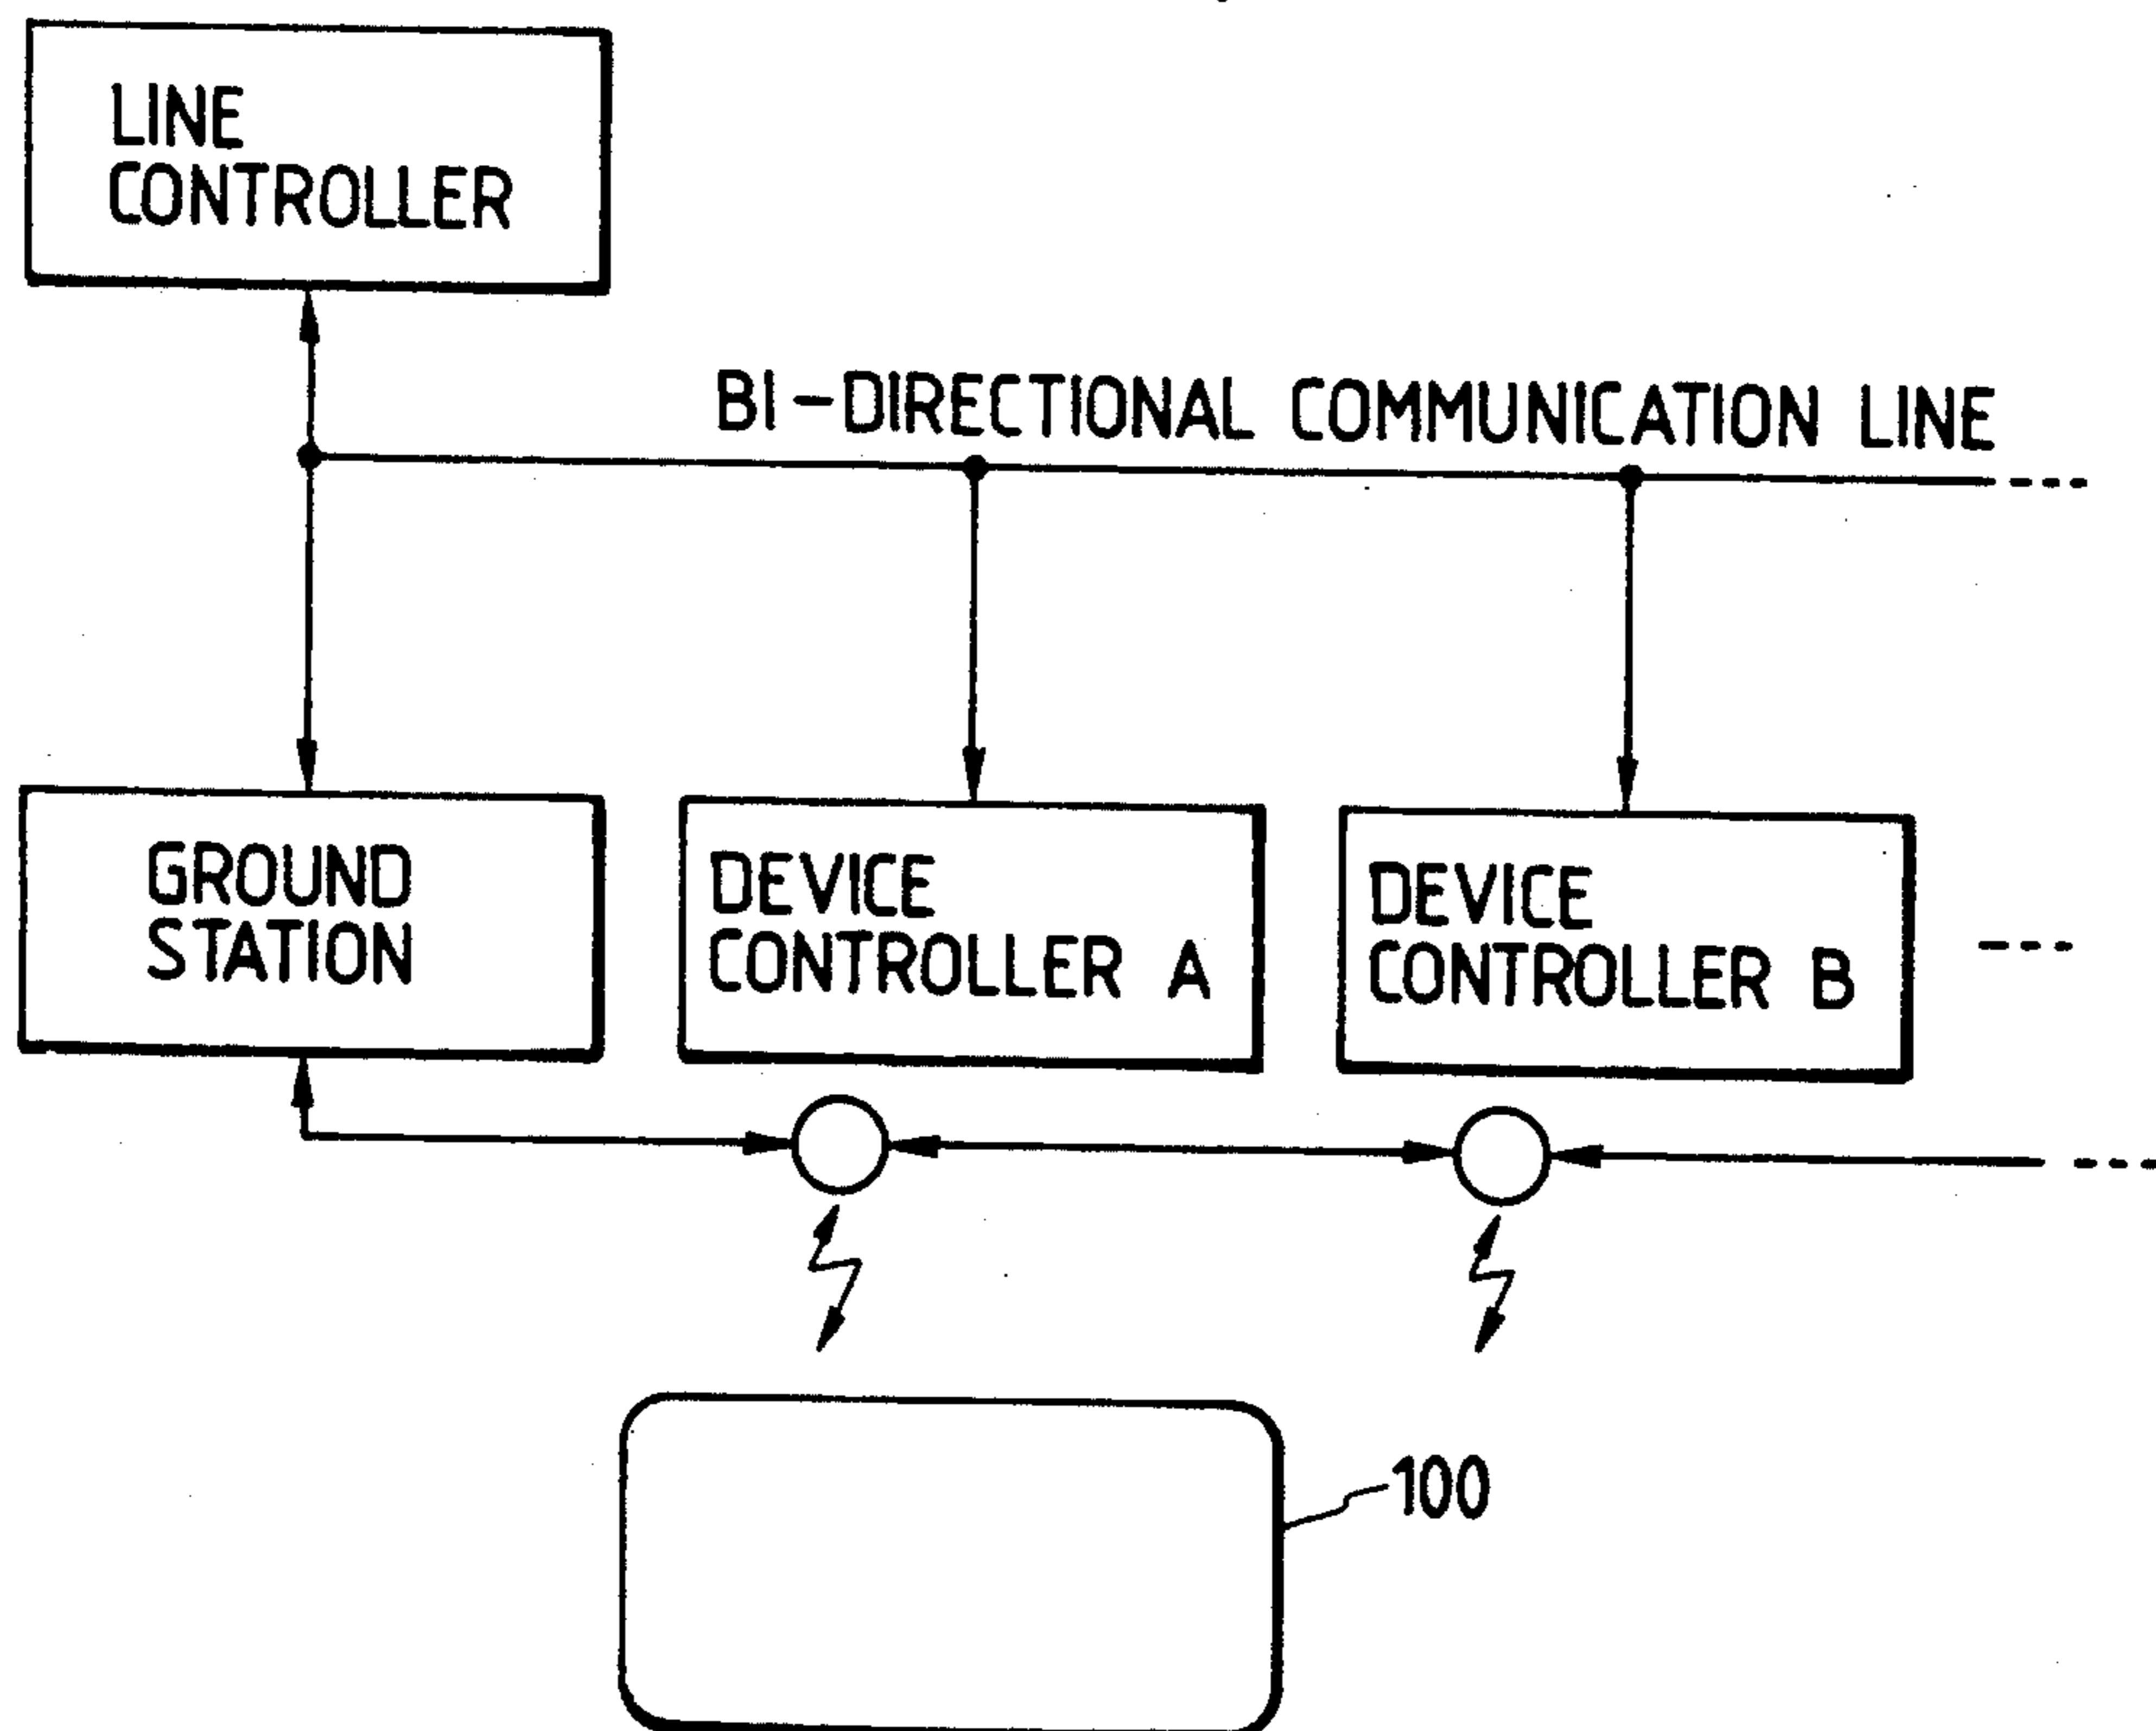 LINE
CONTROLLER
BI-DIRECTIONAL COMMUNICATION LINE
GROUND
STATION
DEVICE
CONTROLLER A
DEVICE
CONTROLLER B
100